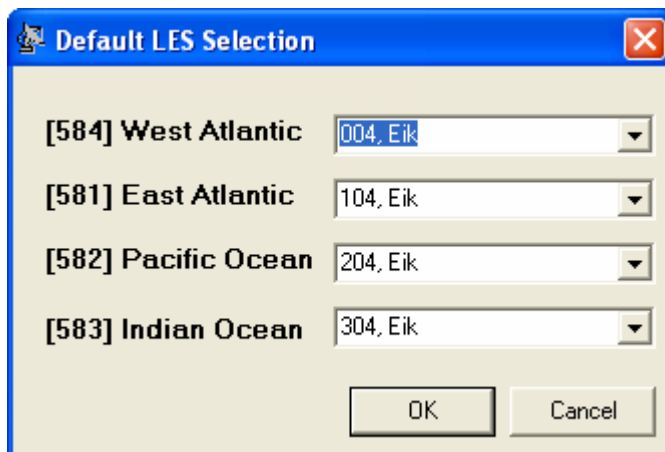 Default LES Selection
[584] West Atlantic 004, Eik
[581] East Atlantic 104, Eik
[582] Pacific Ocean 204, Eik
[583] Indian Ocean 304, Eik
OK Cancel